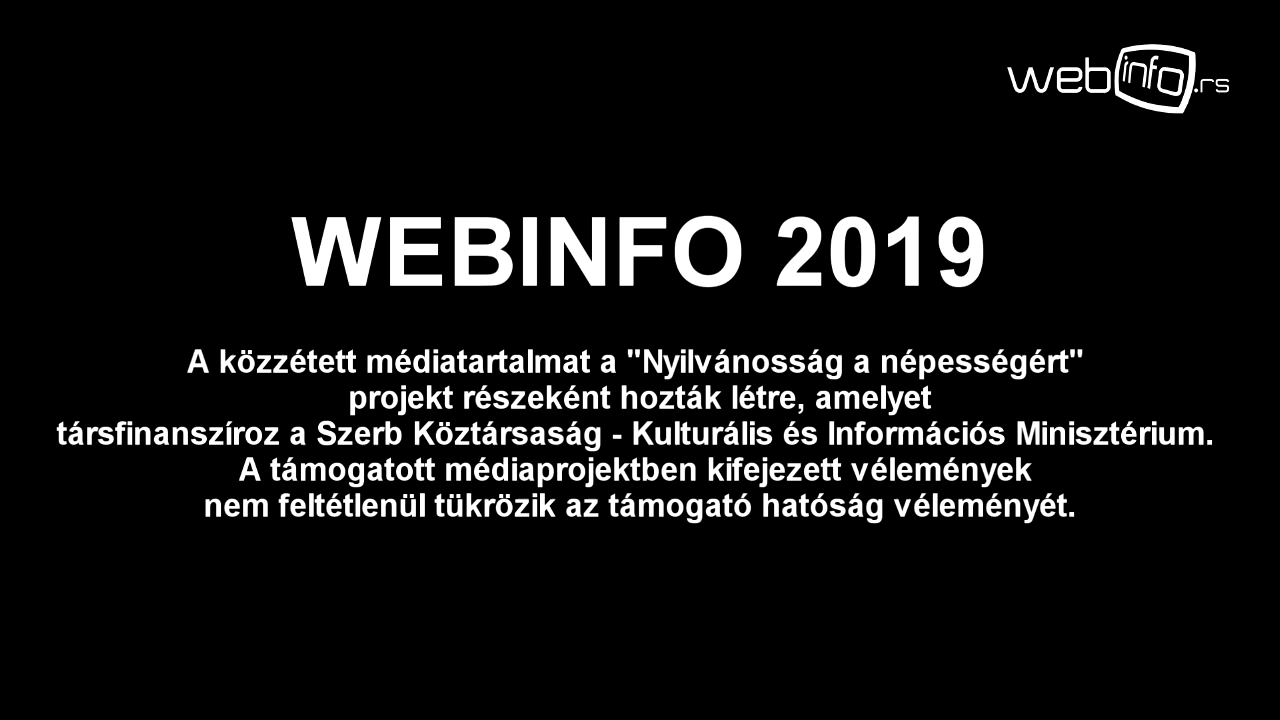 webinfo.rs
WEBINFO 2019
A közzétett médiatartalmat a "Nyilvánosság a népességért"
projekt részeként hozták létre, amelyet
társfinanszíroz a Szerb Köztársaság - Kulturális és Információs Minisztérium.
A támogatott médiaprojektben kifejezett vélemények
nem feltétlenül tükrözik az támogató hatóság véleményét.